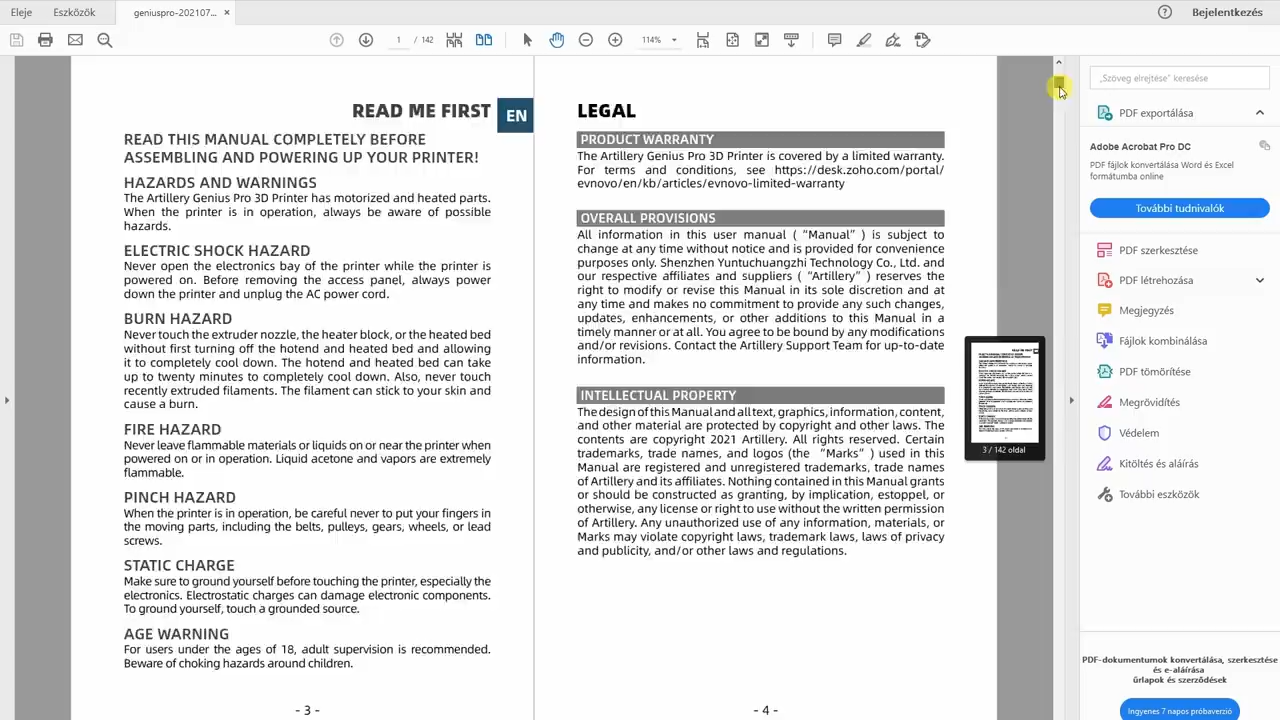 Eleje
Eszközök
geniuspro-202107...
×
?
Bejelentkezés
1 / 142
114%
READ ME FIRST
EN
READ THIS MANUAL COMPLETELY BEFORE
ASSEMBLING AND POWERING UP YOUR PRINTER!
HAZARDS AND WARNINGS
The Artillery Genius Pro 3D Printer has motorized and heated parts.
When the printer is in operation, always be aware of possible
hazards.
ELECTRIC SHOCK HAZARD
Never open the electronics bay of the printer while the printer is
powered on. Before removing the access panel, always power
down the printer and unplug the AC power cord.
BURN HAZARD
Never touch the extruder nozzle, the heater block, or the heated bed
without first turning off the hotend and heated bed and allowing
it to completely cool down. The hotend and heated bed can take
up to twenty minutes to completely cool down. Also, never touch
recently extruded filaments. The filament can stick to your skin and
cause a burn.
FIRE HAZARD
Never leave flammable materials or liquids on or near the printer when
powered on or in operation. Liquid acetone and vapors are extremely
flammable.
PINCH HAZARD
When the printer is in operation, be careful never to put your fingers in
the moving parts, including the belts, pulleys, gears, wheels, or lead
screws.
STATIC CHARGE
Make sure to ground yourself before touching the printer, especially the
electronics. Electrostatic charges can damage electronic components.
To ground yourself, touch a grounded source.
AGE WARNING
For users under the ages of 18, adult supervision is recommended.
Beware of choking hazards around children.
- 3 -
LEGAL
PRODUCT WARRANTY
The Artillery Genius Pro 3D Printer is covered by a limited warranty.
For terms and conditions, see https://desk.zoho.com/portal/
evnovo/en/kb/articles/evnovo-limited-warranty
OVERALL PROVISIONS
All information in this user manual ( “Manual” ) is subject to
change at any time without notice and is provided for convenience
purposes only. Shenzhen Yuntuchuangzhi Technology Co., Ltd. and
our respective affiliates and suppliers ( “Artillery” ) reserves the
right to modify or revise this Manual in its sole discretion and at
any time and makes no commitment to provide any such changes,
updates, enhancements, or other additions to this Manual in a
timely manner or at all. You agree to be bound by any modifications
and/or revisions. Contact the Artillery Support Team for up-to-date
information.
INTELLECTUAL PROPERTY
The design of this Manual and all text, graphics, information, content,
and other material are protected by copyright and other laws. The
contents are copyright 2021 Artillery. All rights reserved. Certain
trademarks, trade names, and logos (the “Marks” ) used in this
Manual are registered and unregistered trademarks, trade names
of Artillery and its affiliates. Nothing contained in this Manual grants
or should be constructed as granting, by implication, estoppel, or
otherwise, any license or right to use without the written permission
of Artillery. Any unauthorized use of any information, materials, or
Marks may violate copyright laws, trademark laws, laws of privacy
and publicity, and/or other laws and regulations.
- 4 -
READ ME FIRST
3 / 142 oldal
„Szöveg elrejtése” keresése
PDF exportálása
Adobe Acrobat Pro DC
PDF fájlok konvertálása Word és Excel
formátumba online
További tudnivalók
PDF szerkesztése
PDF létrehozása
Megjegyzés
Fájlok kombinálása
PDF tömörítése
Megrövidítés
Védelem
Kitöltés és aláírás
További eszközök
PDF-dokumentumok konvertálása, szerkesztése
és e-aláírása
űrlapok és szerződések
Ingyenes 7 napos próbaverzió